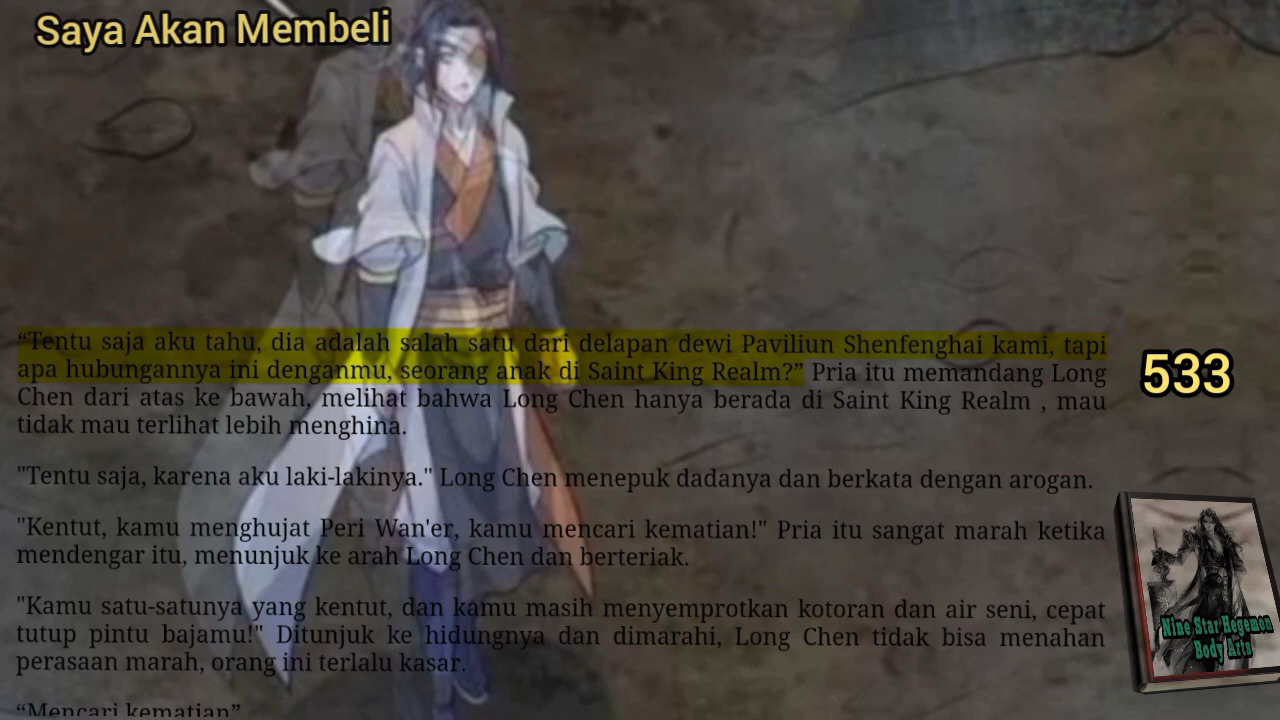 Saya Akan Membeli
“Tentu saja aku tahu, dia adalah salah satu dari delapan dewi Paviliun Shenfenghai kami, tapi
apa hubungannya ini denganmu, seorang anak di Saint King Realm?” Pria itu memandang Long
Chen dari atas ke bawah, melihat bahwa Long Chen hanya berada di Saint King Realm , mau
tidak mau terlihat lebih menghina.
"Tentu saja, karena aku laki-lakinya." Long Chen menepuk dadanya dan berkata dengan arogan.
"Kentut, kamu menghujat Peri Wan'er, kamu mencari kematian!" Pria itu sangat marah ketika
mendengar itu, menunjuk ke arah Long Chen dan berteriak.
"Kamu satu-satunya yang kentut, dan kamu masih menyemprotkan kotoran dan air seni, cepat
tutup pintu bajamu!" Ditunjuk ke hidungnya dan dimarahi, Long Chen tidak bisa menahan
perasaan marah, orang ini terlalu kasar.
“Mencari kematian”
533
Nine Star Hegemon
Body Arts